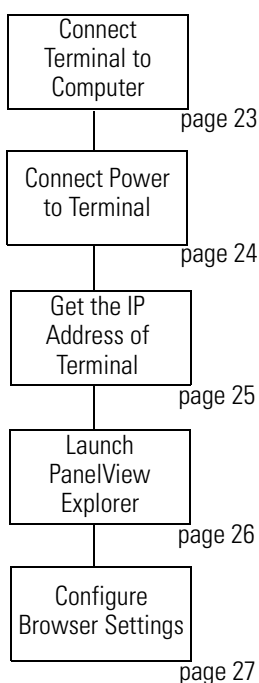 Connect
Terminal to
Computer
page 23
Connect Power
to Terminal
page 24
Get the IP
Address of
Terminal
page 25
Launch
PanelView
Explorer
page 26
Configure
Browser Settings
page 27